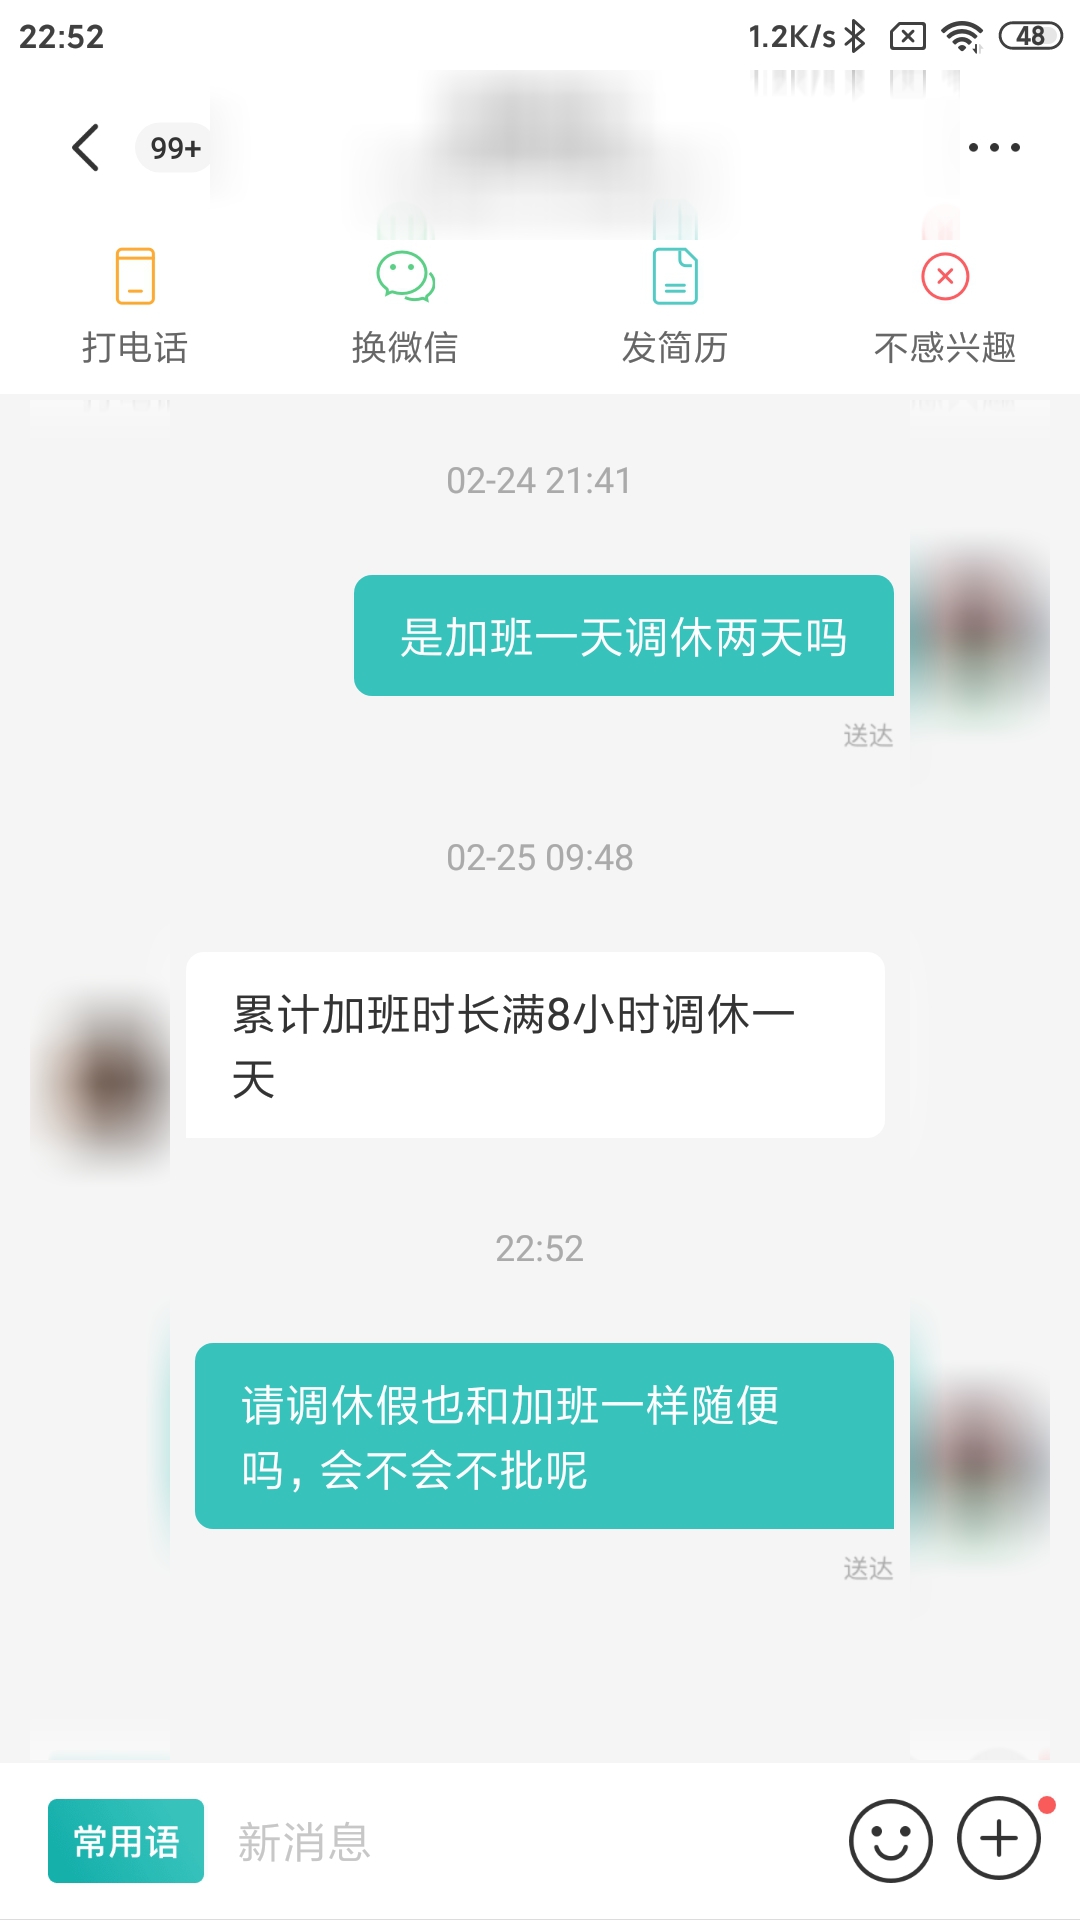 22:52
1.2K/s
48
99+
打电话
换微信
发简历
不感兴趣
02-24 21:41
是加班一天调休两天吗
送达
02-25 09:48
累计加班时长满8小时调休一
天
22:52
请调休假也和加班一样随便
吗，会不会不批呢
送达
常用语
新消息